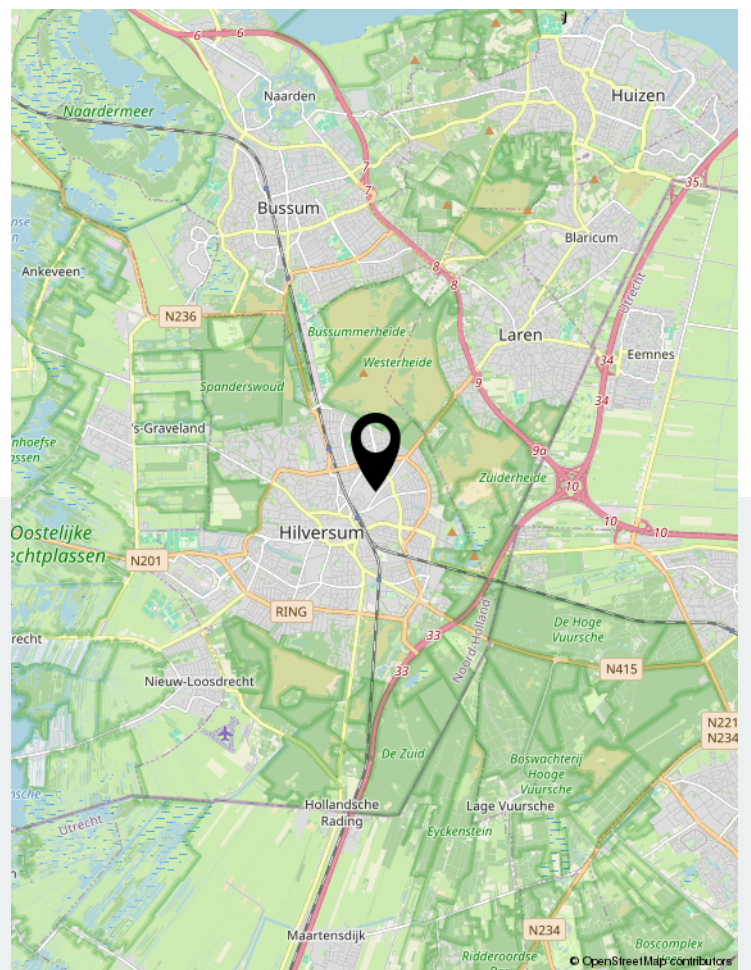 6
6
Naardermeer
Naarden
Huizen
7
7
35
Bussum
Blaricum
Ankeveen
8
8
Utrecht
N236
Bussummerheide
Laren
Eemnes
Westerheide
34
Spanderswoud
9
34
's-Graveland
9a
Zuiderheide
10
10
10
Oostelijke
Hilversum
N201
RING
De Hoge
Vuursche
33
Noord-Holland
33
N415
Nieuw-Loosdrecht
N221
N234
De Zuid
Boswachterij
Hooge
Vuursche
Hollandsche
Rading
Lage Vuursche
Utrecht
Eyckenstein
N234
Maartensdijk
Boscomplex
Ridderoordse
© OpenStreetMap contributors